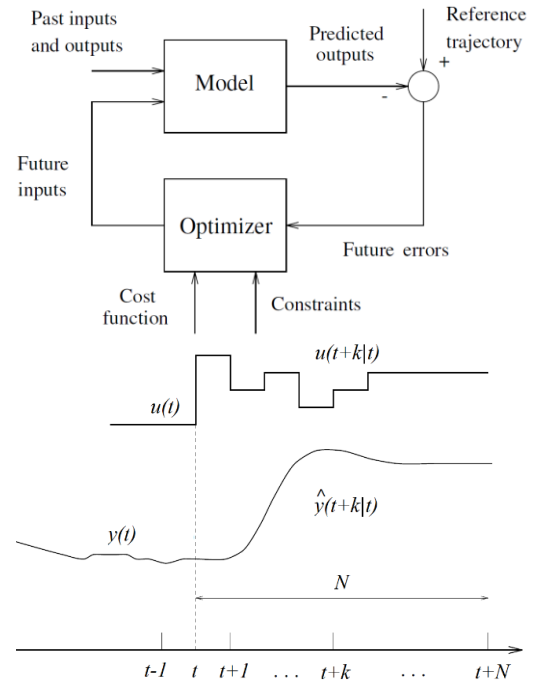 Past inputs
and outputs
Model
Predicted
outputs
Reference
trajectory
+
-
Future
inputs
Optimizer
Future errors
Cost
function
Constraints
u(t+k|t)
u(t)
y(t)
ŷ(t+k|t)
N
t-1 t t+1 ... t+k ... t+N